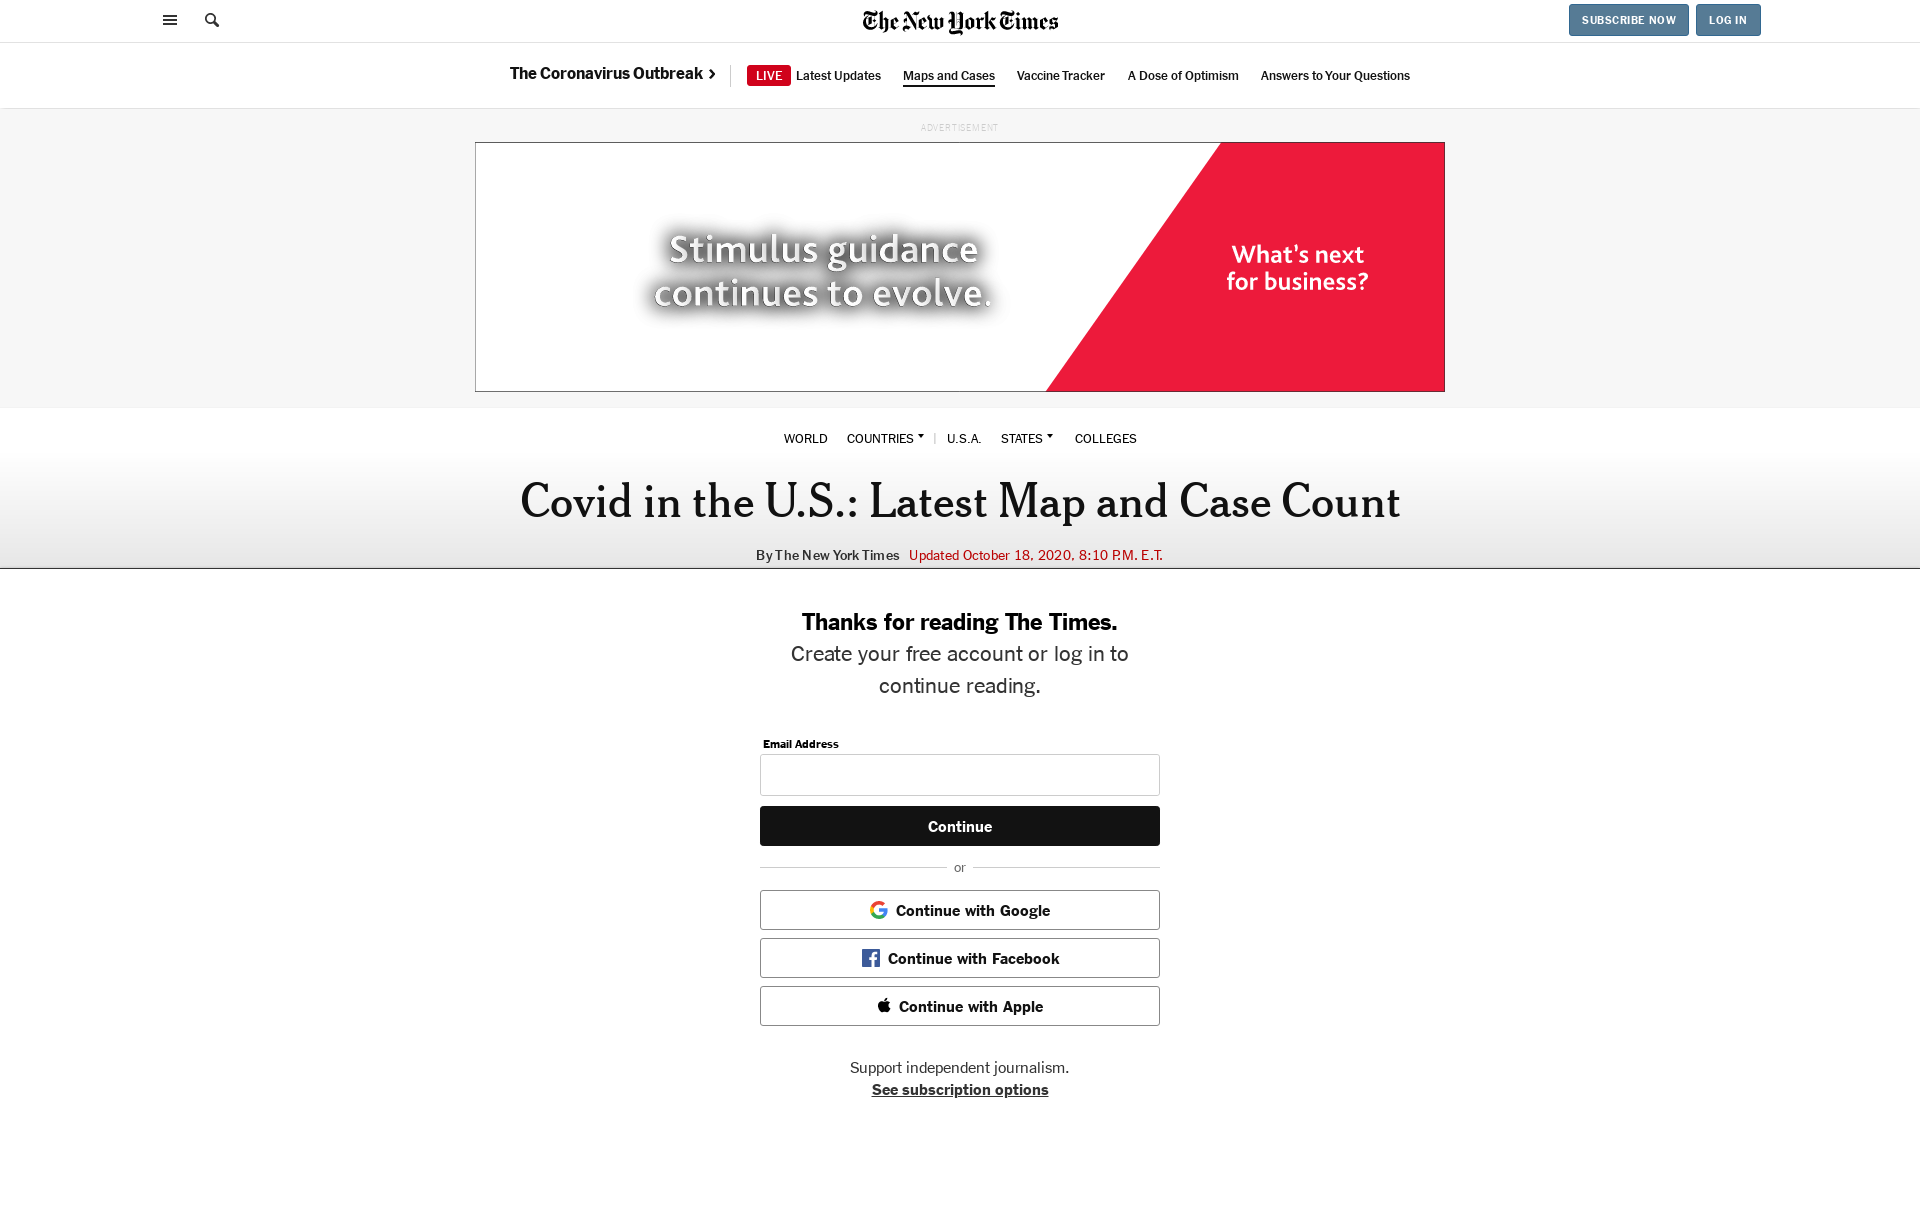 The New York Times
SUBSCRIBE NOW
LOG IN
The Coronavirus Outbreak
LIVE Latest Updates
Maps and Cases
Vaccine Tracker
A Dose of Optimism
Answers to Your Questions
ADVERTISEMENT
Stimulus guidance
continues to evolve.
What's next
for business?
WORLD COUNTRIES | U.S.A. STATES COLLEGES
Covid in the U.S.: Latest Map and Case Count
By The New York Times Updated October 18, 2020, 8:10 P.M. E.T.
Thanks for reading The Times.
Create your free account or log in to
continue reading.
Email Address
Continue
or
Continue with Google
Continue with Facebook
Continue with Apple
Support independent journalism.
See subscription options